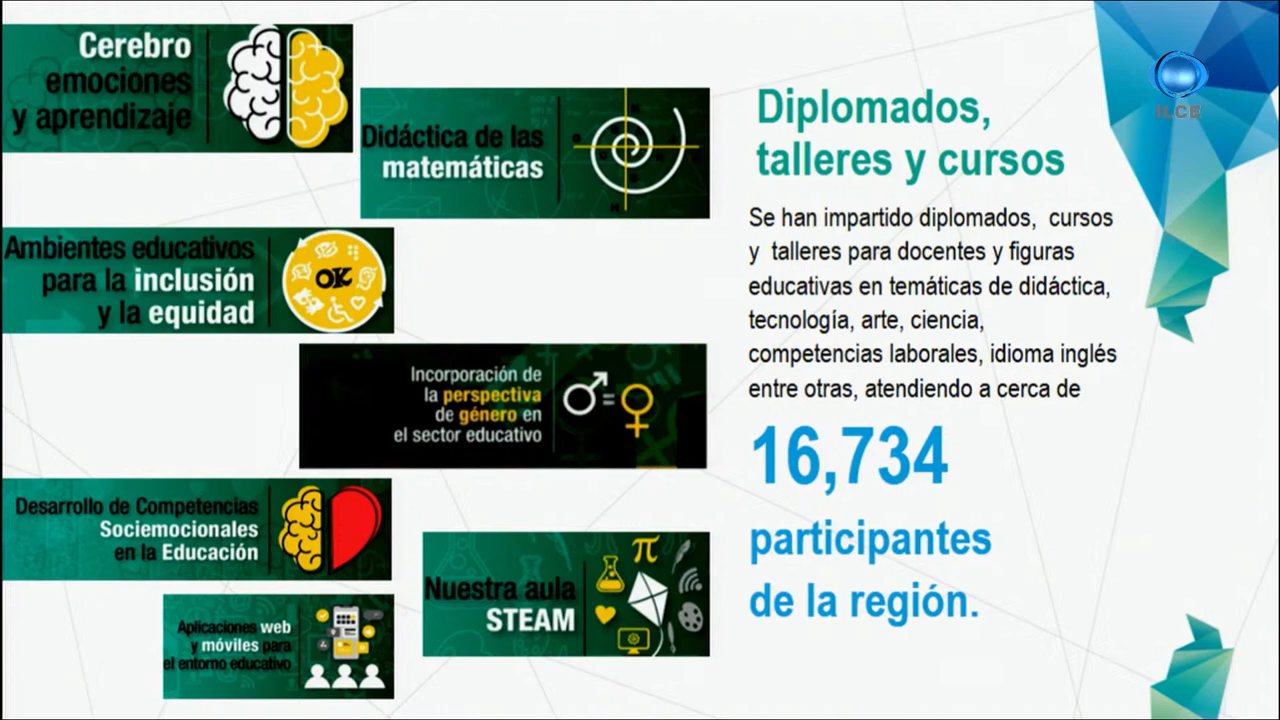 Cerebro
emociones
y aprendizaje
Didáctica de las
matemáticas
Ambientes educativos
para la inclusión
y la equidad
OK
Incorporación de
la perspectiva
de género en
el sector educativo
=
Desarrollo de Competencias
Sociemocionales
en la Educación
Nuestra aula
STEAM
π
Aplicaciones web
y móviles para
el entorno educativo
ILCE
Diplomados,
talleres y cursos
Se han impartido diplomados, cursos
y talleres para docentes y figuras
educativas en temáticas de didáctica,
tecnología, arte, ciencia,
competencias laborales, idioma inglés
entre otras, atendiendo a cerca de
16,734
participantes
de la región.